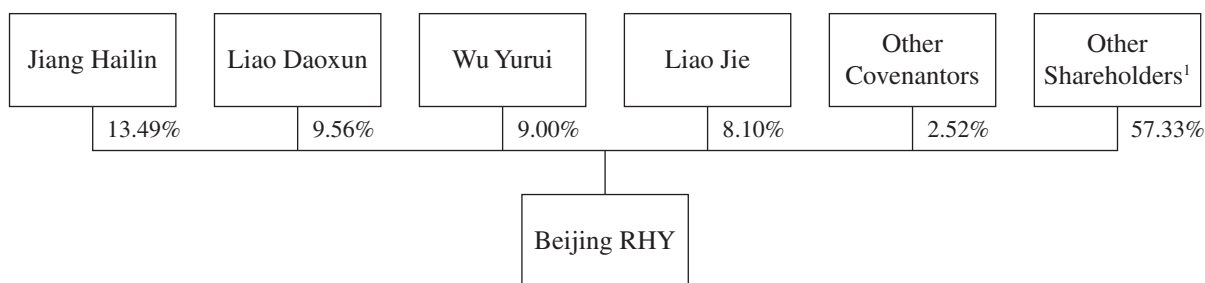 Jiang Hailin
Liao Daoxun
Wu Yurui
Liao Jie
Other
Covenantors
Other
Shareholders¹
13.49%
9.56%
9.00%
8.10%
2.52%
57.33%
Beijing RHY